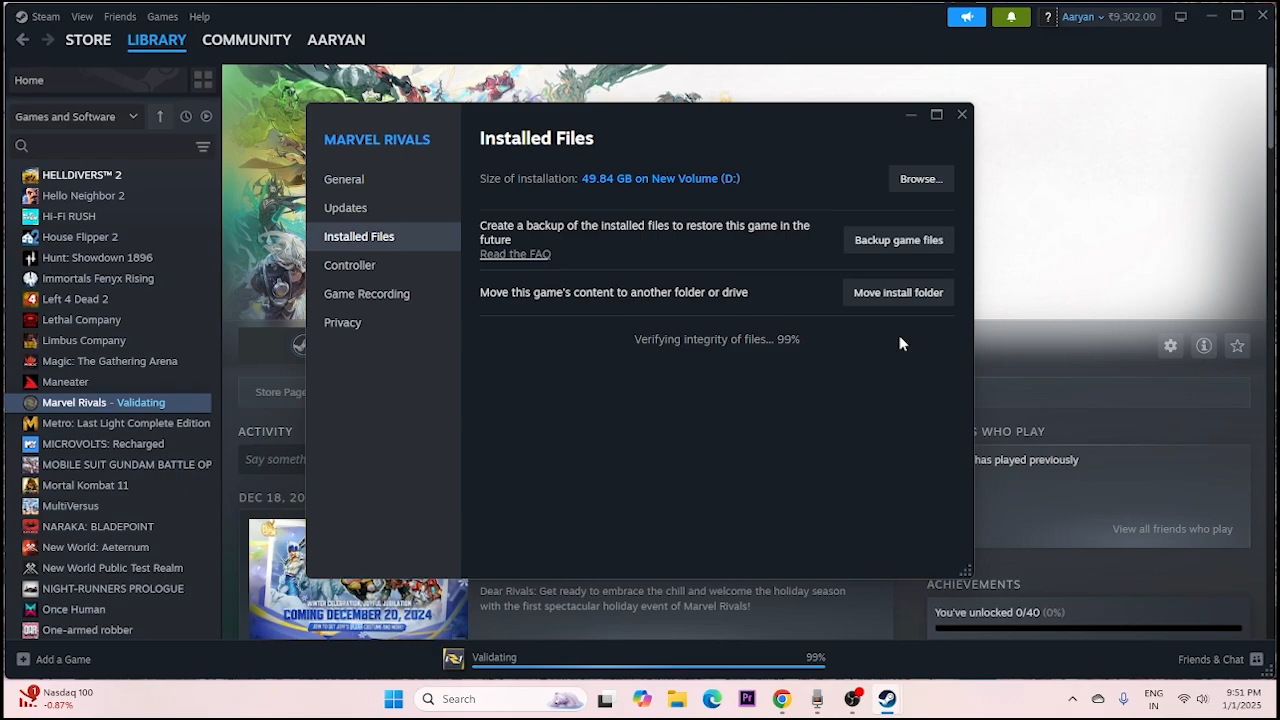 Steam View Friends Games Help
? Aaryan ₹9,302.00
STORE LIBRARY COMMUNITY AARYAN
Home
Games and Software
HELLDIVERS™ 2
Hello Neighbor 2
Hi-Fi RUSH
House Flipper 2
Hunt: Showdown 1896
Immortals Fenyx Rising
Left 4 Dead 2
Lethal Company
Limbus Company
Magic: The Gathering Arena
Maneater
Marvel Rivals - Validating
Metro: Last Light Complete Edition
MICROVOLTS: Recharged
MOBILE SUIT GUNDAM BATTLE OP
Mortal Kombat 11
MultiVersus
NARAKA: BLADEPOINT
New World: Aeternum
New World Public Test Realm
NIGHT-RUNNERS PROLOGUE
Once Human
One-armed robber
MARVEL RIVALS
General
Updates
Installed Files
Controller
Game Recording
Privacy
Installed Files
Size of installation: 49.84 GB on New Volume (D:)
Browse...
Create a backup of the installed files to restore this game in the
future
Read the FAQ
Backup game files
Move this game's content to another folder or drive
Move install folder
Verifying integrity of files... 99%
Store Page
ACTIVITY
Say someth
DEC 18, 20
WINTER CELEBRATION, JOYFUL JUBILATION
COMING DECEMBER 20, 2024
Dear Rivals: Get ready to embrace the chill and welcome the holiday season
with the first spectacular holiday event of Marvel Rivals!
S WHO PLAY
has played previously
View all friends who play
ACHIEVEMENTS
You've unlocked 0/40 (0%)
Add a Game
Validating 99%
Friends & Chat
1
Nasdaq 100
-0.87%
Search
Pr
ENG
IN
9:51 PM
1/1/2025